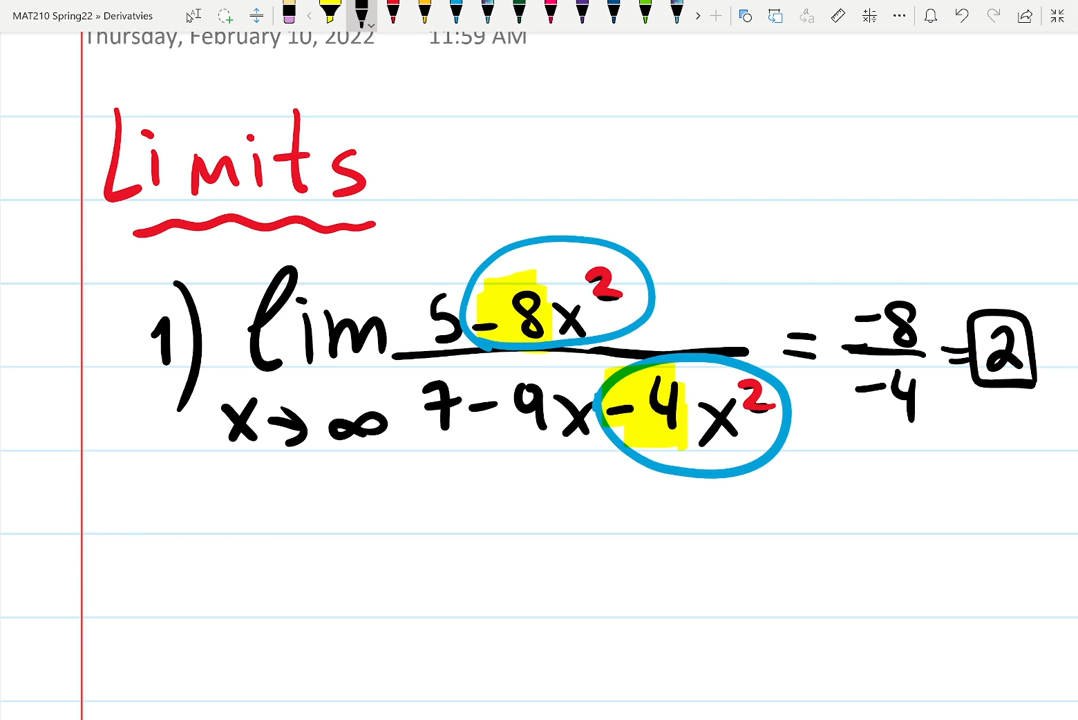 MAT210 Spring22 » Derivatvies
Thursday, February 10, 2022 11:59 AM
Limits
1) lim x→∞ (5-8x²)/(7-9x-4x²) = -8/-4 = 2